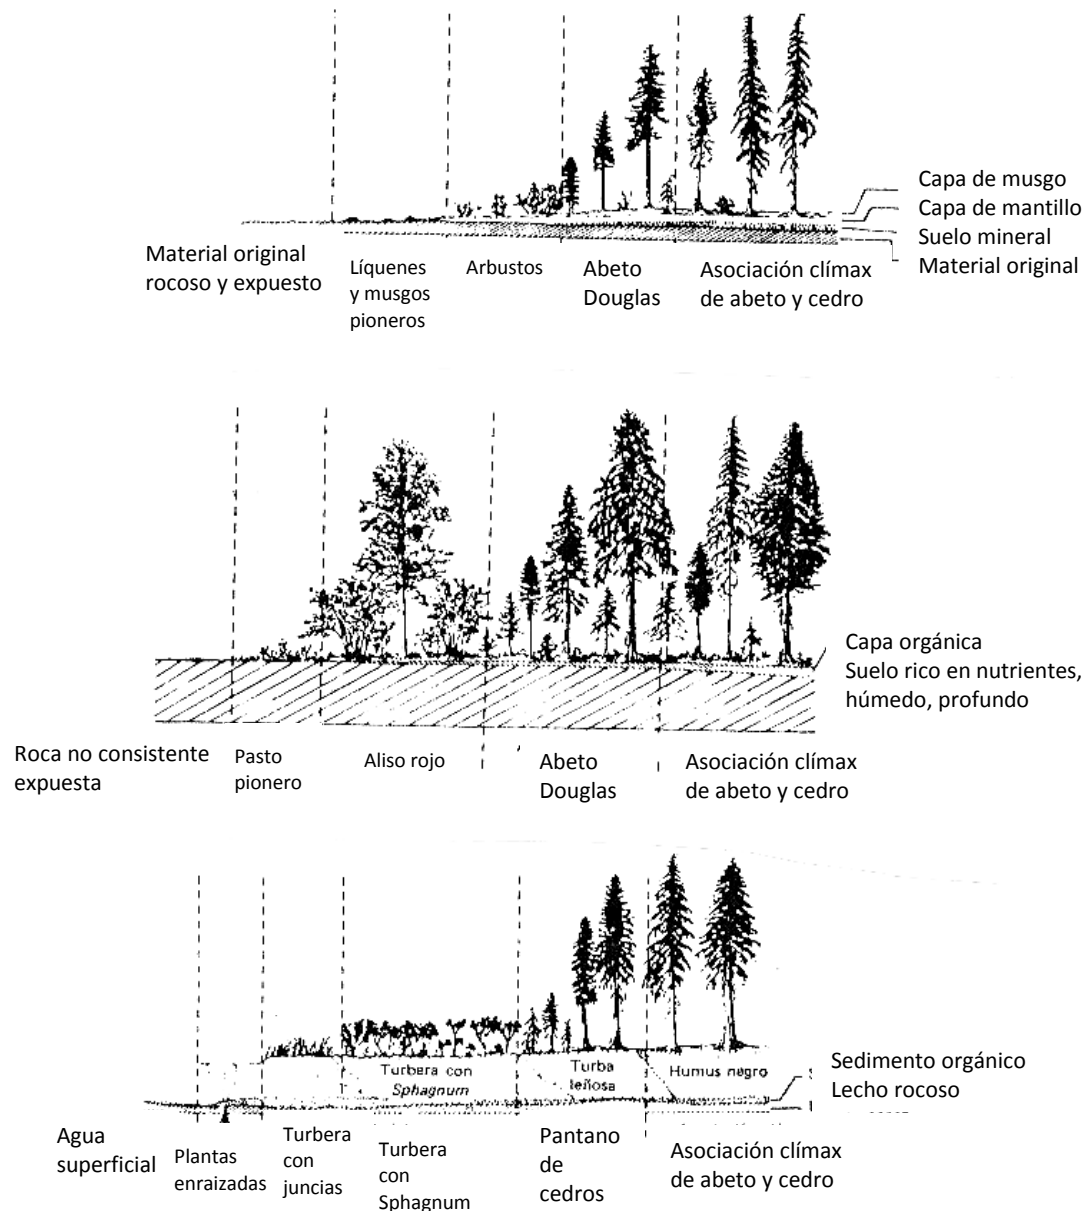 Capa de musgo
Capa de mantillo
Suelo mineral
Material original
Material original
rocoso y expuesto
Líquenes
y musgos
pioneros
Arbustos
Abeto
Douglas
Asociación clímax
de abeto y cedro
Capa orgánica
Suelo rico en nutrientes,
húmedo, profundo
Roca no consistente
expuesta
Pasto
pionero
Aliso rojo
Abeto
Douglas
Asociación clímax
de abeto y cedro
Turbera con
Sphagnum
Turba
leñosa
Humus negro
Sedimento orgánico
Lecho rocoso
Agua
superficial
Plantas
enraizadas
Turbera
con
juncias
Turbera
con
Sphagnum
Pantano
de
cedros
Asociación clímax
de abeto y cedro